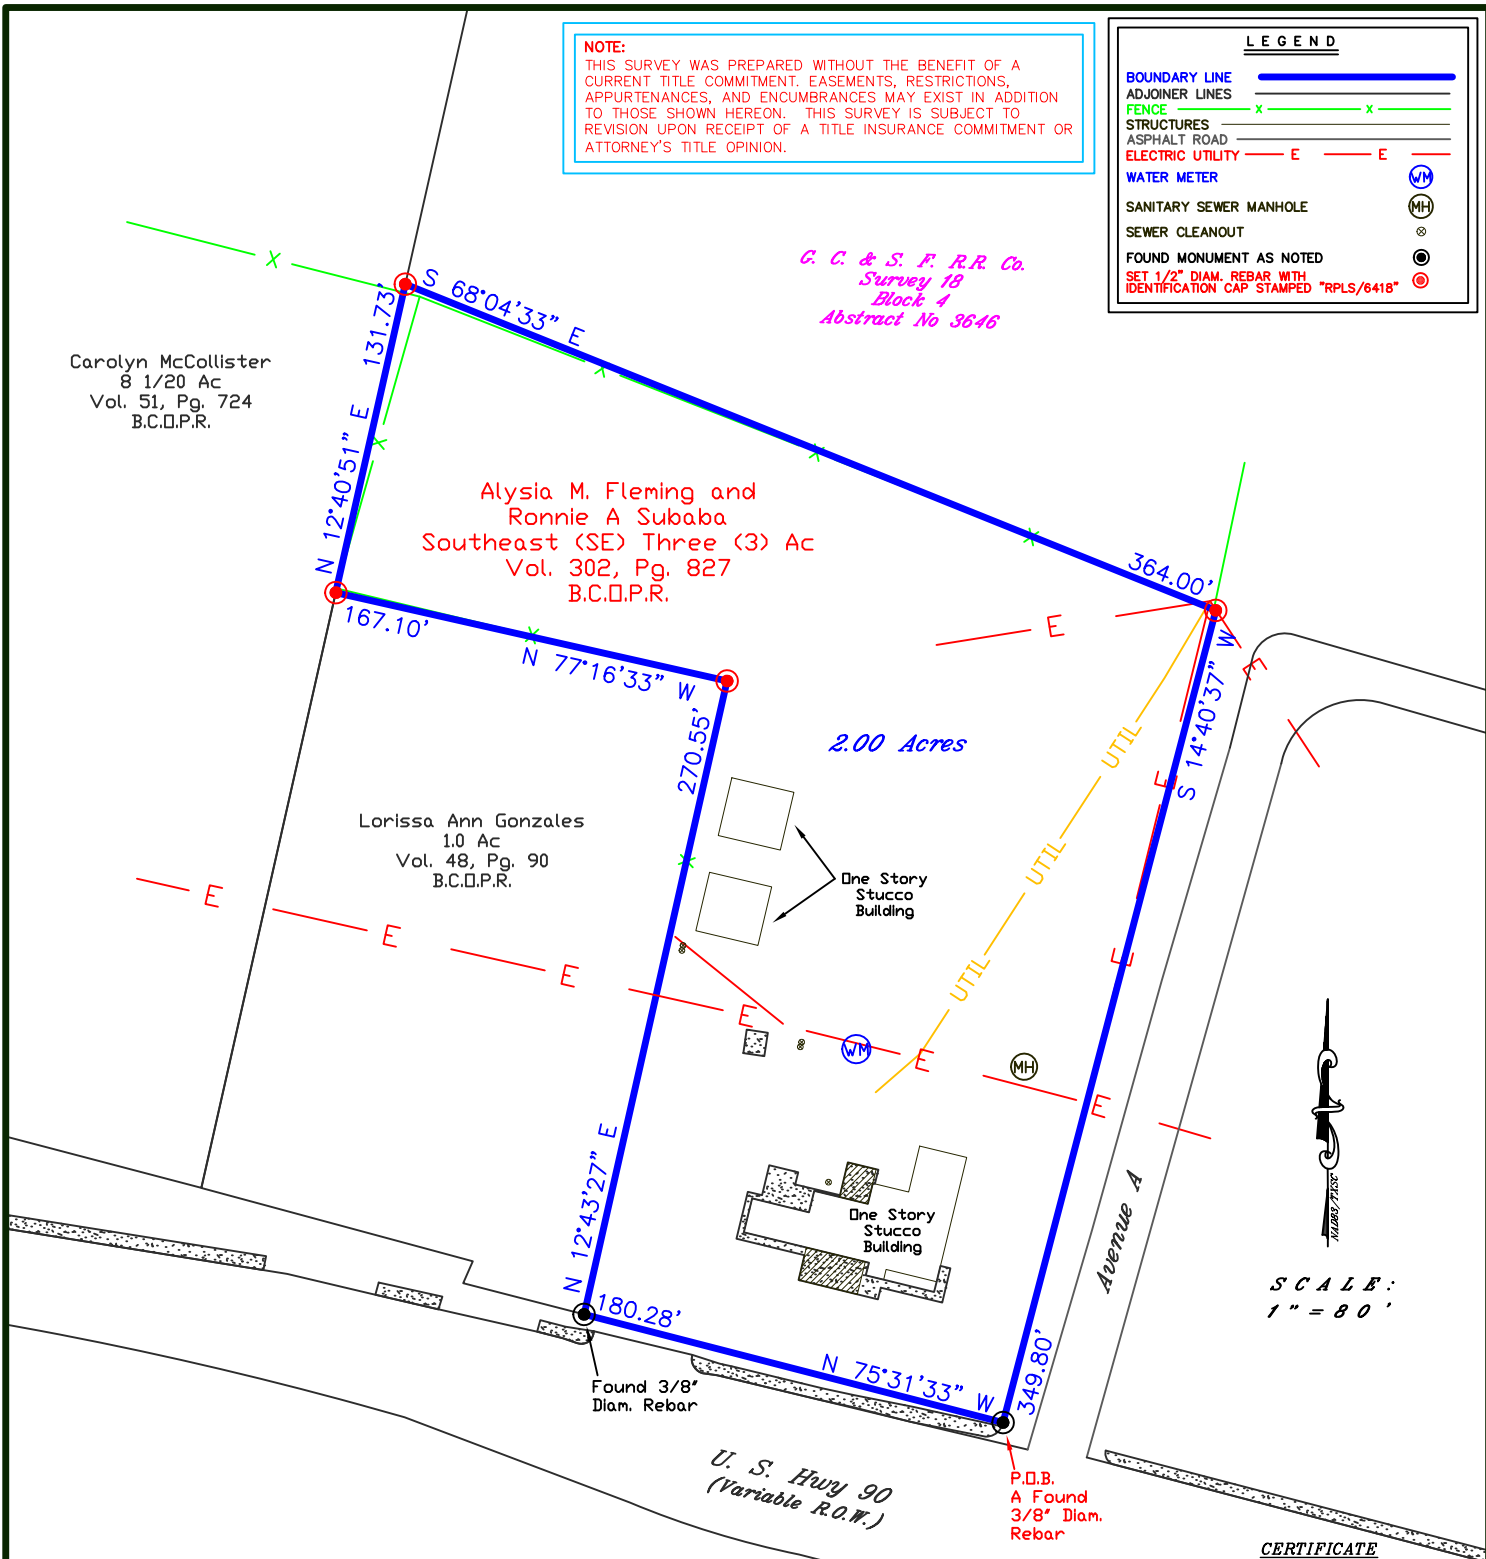 NOTE:
THIS SURVEY WAS PREPARED WITHOUT THE BENEFIT OF A
CURRENT TITLE COMMITMENT. EASEMENTS, RESTRICTIONS,
APPURTENANCES, AND ENCUMBRANCES MAY EXIST IN ADDITION
TO THOSE SHOWN HEREON. THIS SURVEY IS SUBJECT TO
REVISION UPON RECEIPT OF A TITLE INSURANCE COMMITMENT OR
ATTORNEY'S TITLE OPINION.
LEGEND
BOUNDARY LINE
ADJOINER LINES
FENCE X X
STRUCTURES
ASPHALT ROAD
ELECTRIC UTILITY E E
WATER METER WM
SANITARY SEWER MANHOLE MH
SEWER CLEANOUT
FOUND MONUMENT AS NOTED
SET 1/2" DIAM. REBAR WITH
IDENTIFICATION CAP STAMPED "RPLS/6418"
G. C. & S. F. R.R. Co.
Survey 18
Block 4
Abstract No 3646
X
S 68°04'33" E
364.00'
N 12°40'51" E 131.73'
Carolyn McCollister
8 1/20 Ac
Vol. 51, Pg. 724
B.C.O.P.R.
X
X
X
X
Alysia M. Fleming and
Ronnie A Subaba
Southeast (SE) Three (3) Ac
Vol. 302, Pg. 827
B.C.O.P.R.
167.10'
X
N 77°16'33" W
E
E
S 14°40'37" W
349.80'
2.00 Acres
UTIL
UTIL
UTIL
N 12°43'27" E 270.55'
X
Lorissa Ann Gonzales
1.0 Ac
Vol. 48, Pg. 90
B.C.O.P.R.
One Story
Stucco
Building
E
E
E
E
E
E
E
E
WM
MH
One Story
Stucco
Building
Avenue A
NAD83/TXSC
SCALE:
1"=80'
180.28'
N 75°31'33" W
Found 3/8"
Diam. Rebar
U. S. Hwy 90
(Variable R.O.W.)
P.O.B.
A Found
3/8" Diam.
Rebar
CERTIFICATE